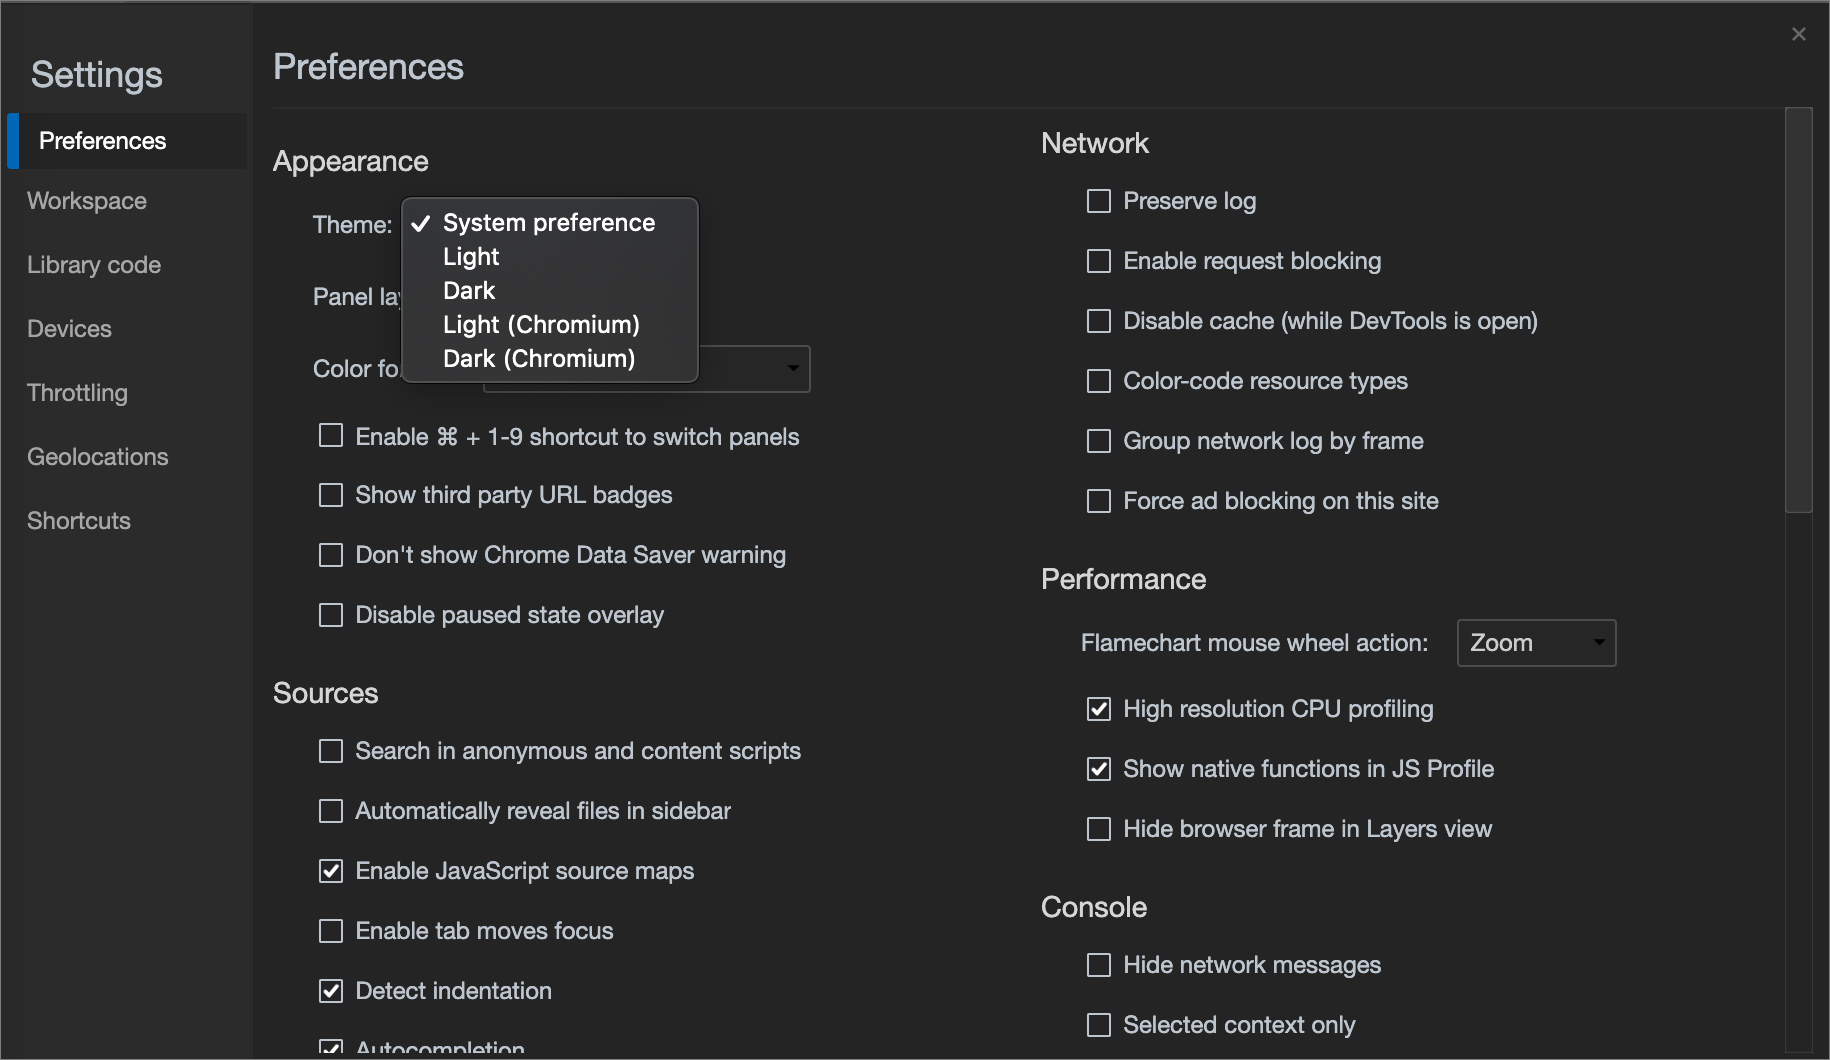 Settings
Preferences
Workspace
Library code
Devices
Throttling
Geolocations
Shortcuts
Preferences
Appearance
Theme:
System preference
Light
Dark
Light (Chromium)
Dark (Chromium)
Panel
Color
Enable ⌘ + 1-9 shortcut to switch panels
Show third party URL badges
Don't show Chrome Data Saver warning
Disable paused state overlay
Sources
Search in anonymous and content scripts
Automatically reveal files in sidebar
Enable JavaScript source maps
Enable tab moves focus
Detect indentation
Autocompletion
Network
Preserve log
Enable request blocking
Disable cache (while DevTools is open)
Color-code resource types
Group network log by frame
Force ad blocking on this site
Performance
Flamechart mouse wheel action: Zoom
High resolution CPU profiling
Show native functions in JS Profile
Hide browser frame in Layers view
Console
Hide network messages
Selected context only